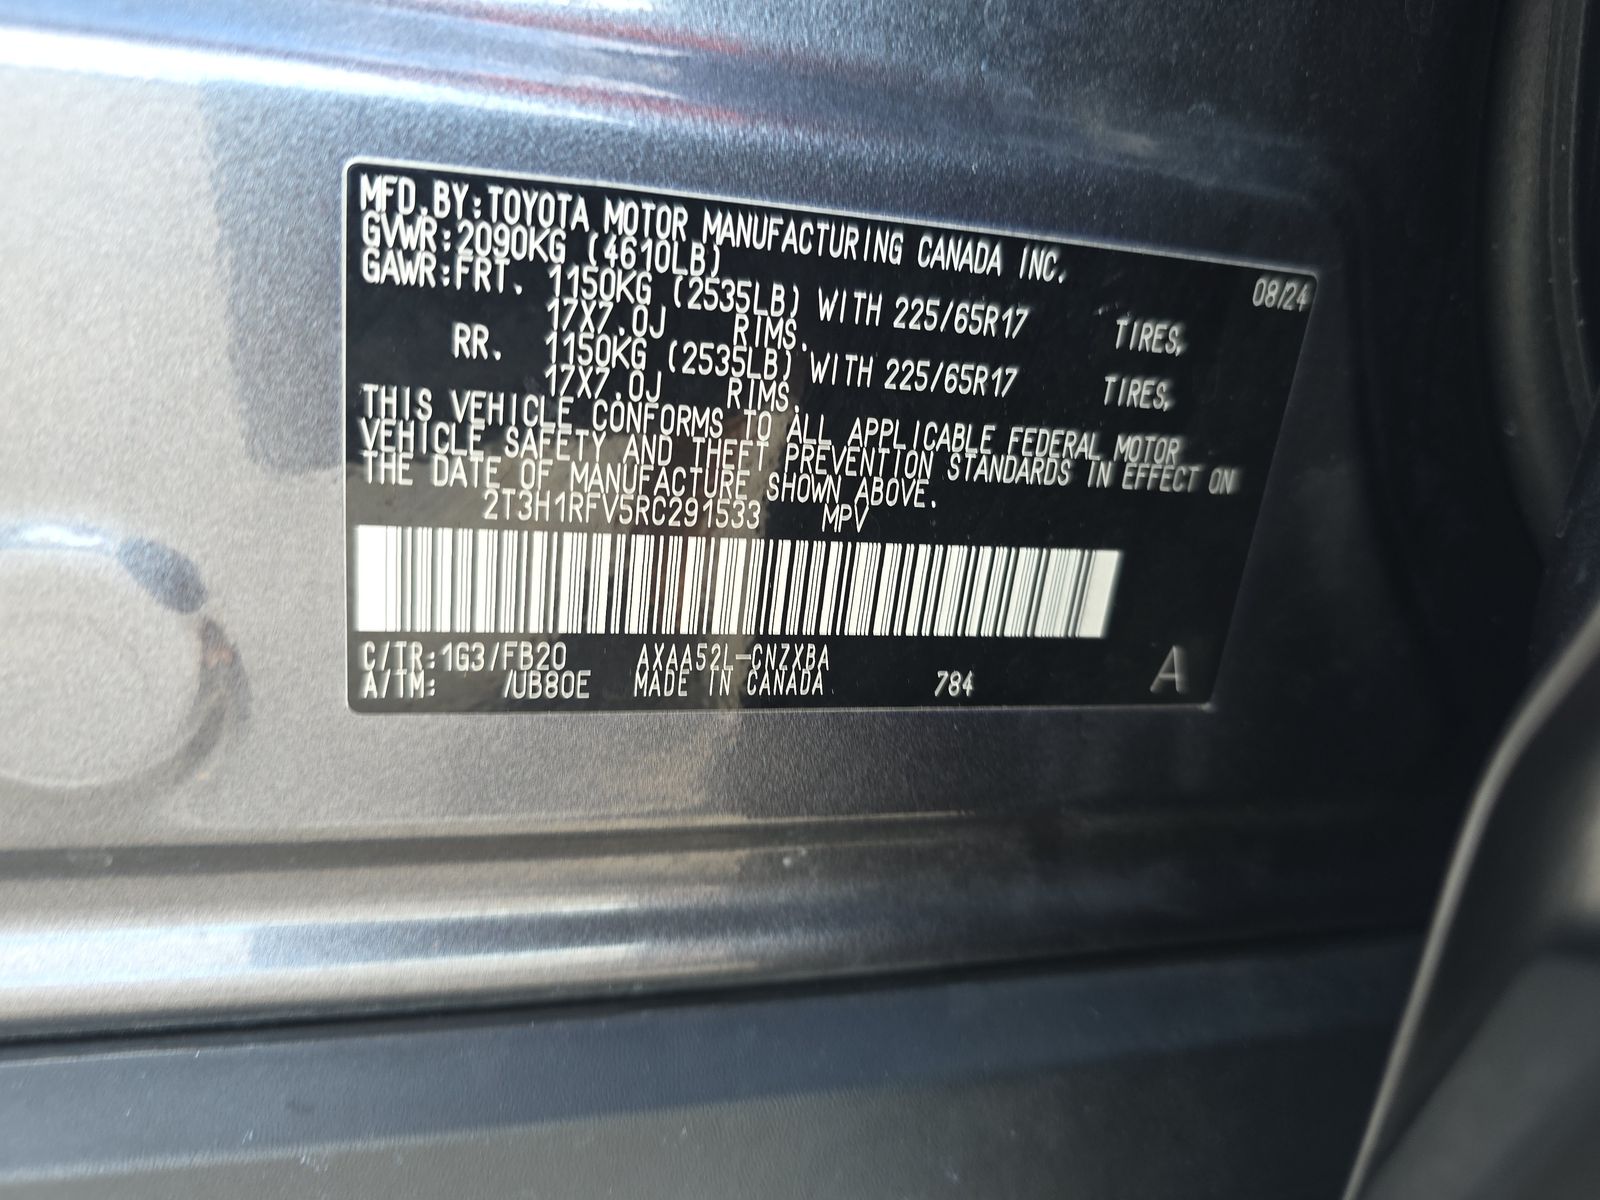 MFD.BY:TOYOTA MOTOR MANUFACTURING CANADA INC.
GVWR:2090KG (4610LB) 08/24
GAWR:FRT. 1150KG (2535LB) WITH 225/65R17 TIRES,
17X7.0J RIMS.
RR. 1150KG (2535LB) WITH 225/65R17 TIRES,
17X7.0J RIMS.
THIS VEHICLE CONFORMS TO ALL APPLICABLE FEDERAL MOTOR
VEHICLE SAFETY AND THEFT PREVENTION STANDARDS IN EFFECT ON
THE DATE OF MANUFACTURE SHOWN ABOVE.
2T3H1RFV5RC291533 MPV
C/TR:1G3/FB20 AXAA52L-CNZXBA
A/TM: /UB80E MADE IN CANADA 784 A